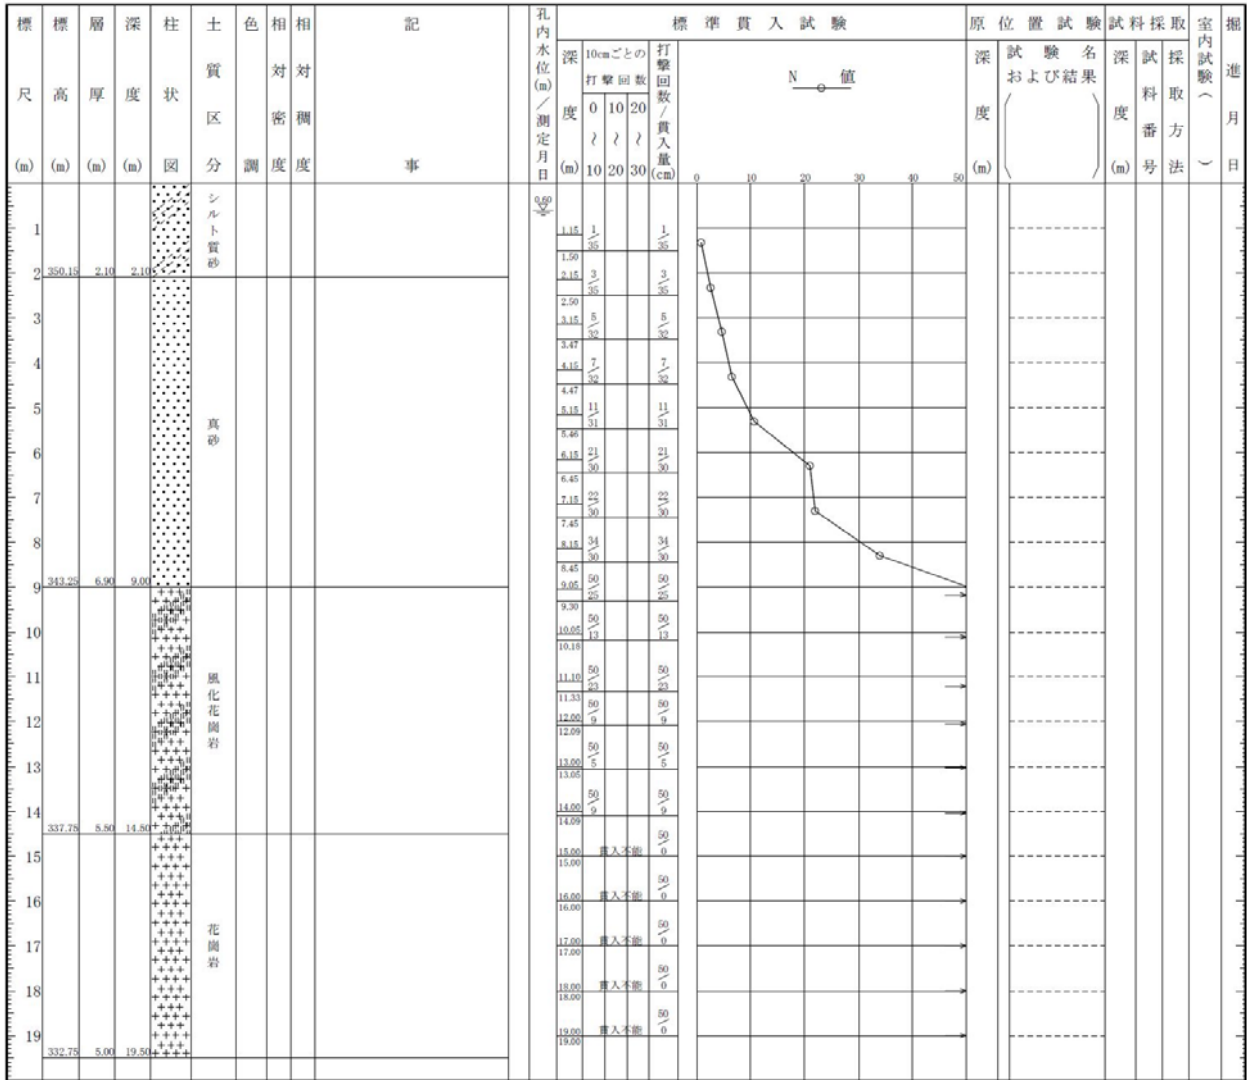 標尺(m)
標高(m)
層厚(m)
深度(m)
柱状図
土質区分
色調
相対密度
相対稠度
記事
孔内水位(m)/測定月日
標準貫入試験
深度(m)
10cmごとの打撃回数
0~10
10~20
20~30
打撃回数/貫入量(cm)
N 値
0 10 20 30 40 50
原位置試験
深度(m)
試験名および結果
試料採取
深度(m)
試料番号
採取方法
室内試験( )
掘進月日
シルト質砂
0.60
1
1.15 1/35 1/35
1.50
2 350.15 2.10 2.10
2.15 3/35 3/35
2.50
3
3.15 5/32 5/32
3.47
4
4.15 7/32 7/32
4.47
5
5.15 11/31 11/31
真砂
5.46
6
6.15 21/30 21/30
6.45
7
7.15 22/30 22/30
7.45
8
8.15 34/30 34/30
8.45
9 343.25 6.90 9.00
9.05 50/25 50/25
9.30
10
10.05 50/13 50/13
10.18
11
11.10 50/23 50/23
11.33
風化花崗岩
12
12.00 50/9 50/9
12.09
13
13.00 50/5 50/5
13.05
14
14.00 50/9 50/9
14.09
337.75 5.50 14.50
15
15.00 貫入不能 50/0
15.00
16
16.00 貫入不能 50/0
16.00
花崗岩
17
17.00 貫入不能 50/0
17.00
18
18.00 貫入不能 50/0
18.00
19
19.00 貫入不能 50/0
19.00
332.75 5.00 19.50